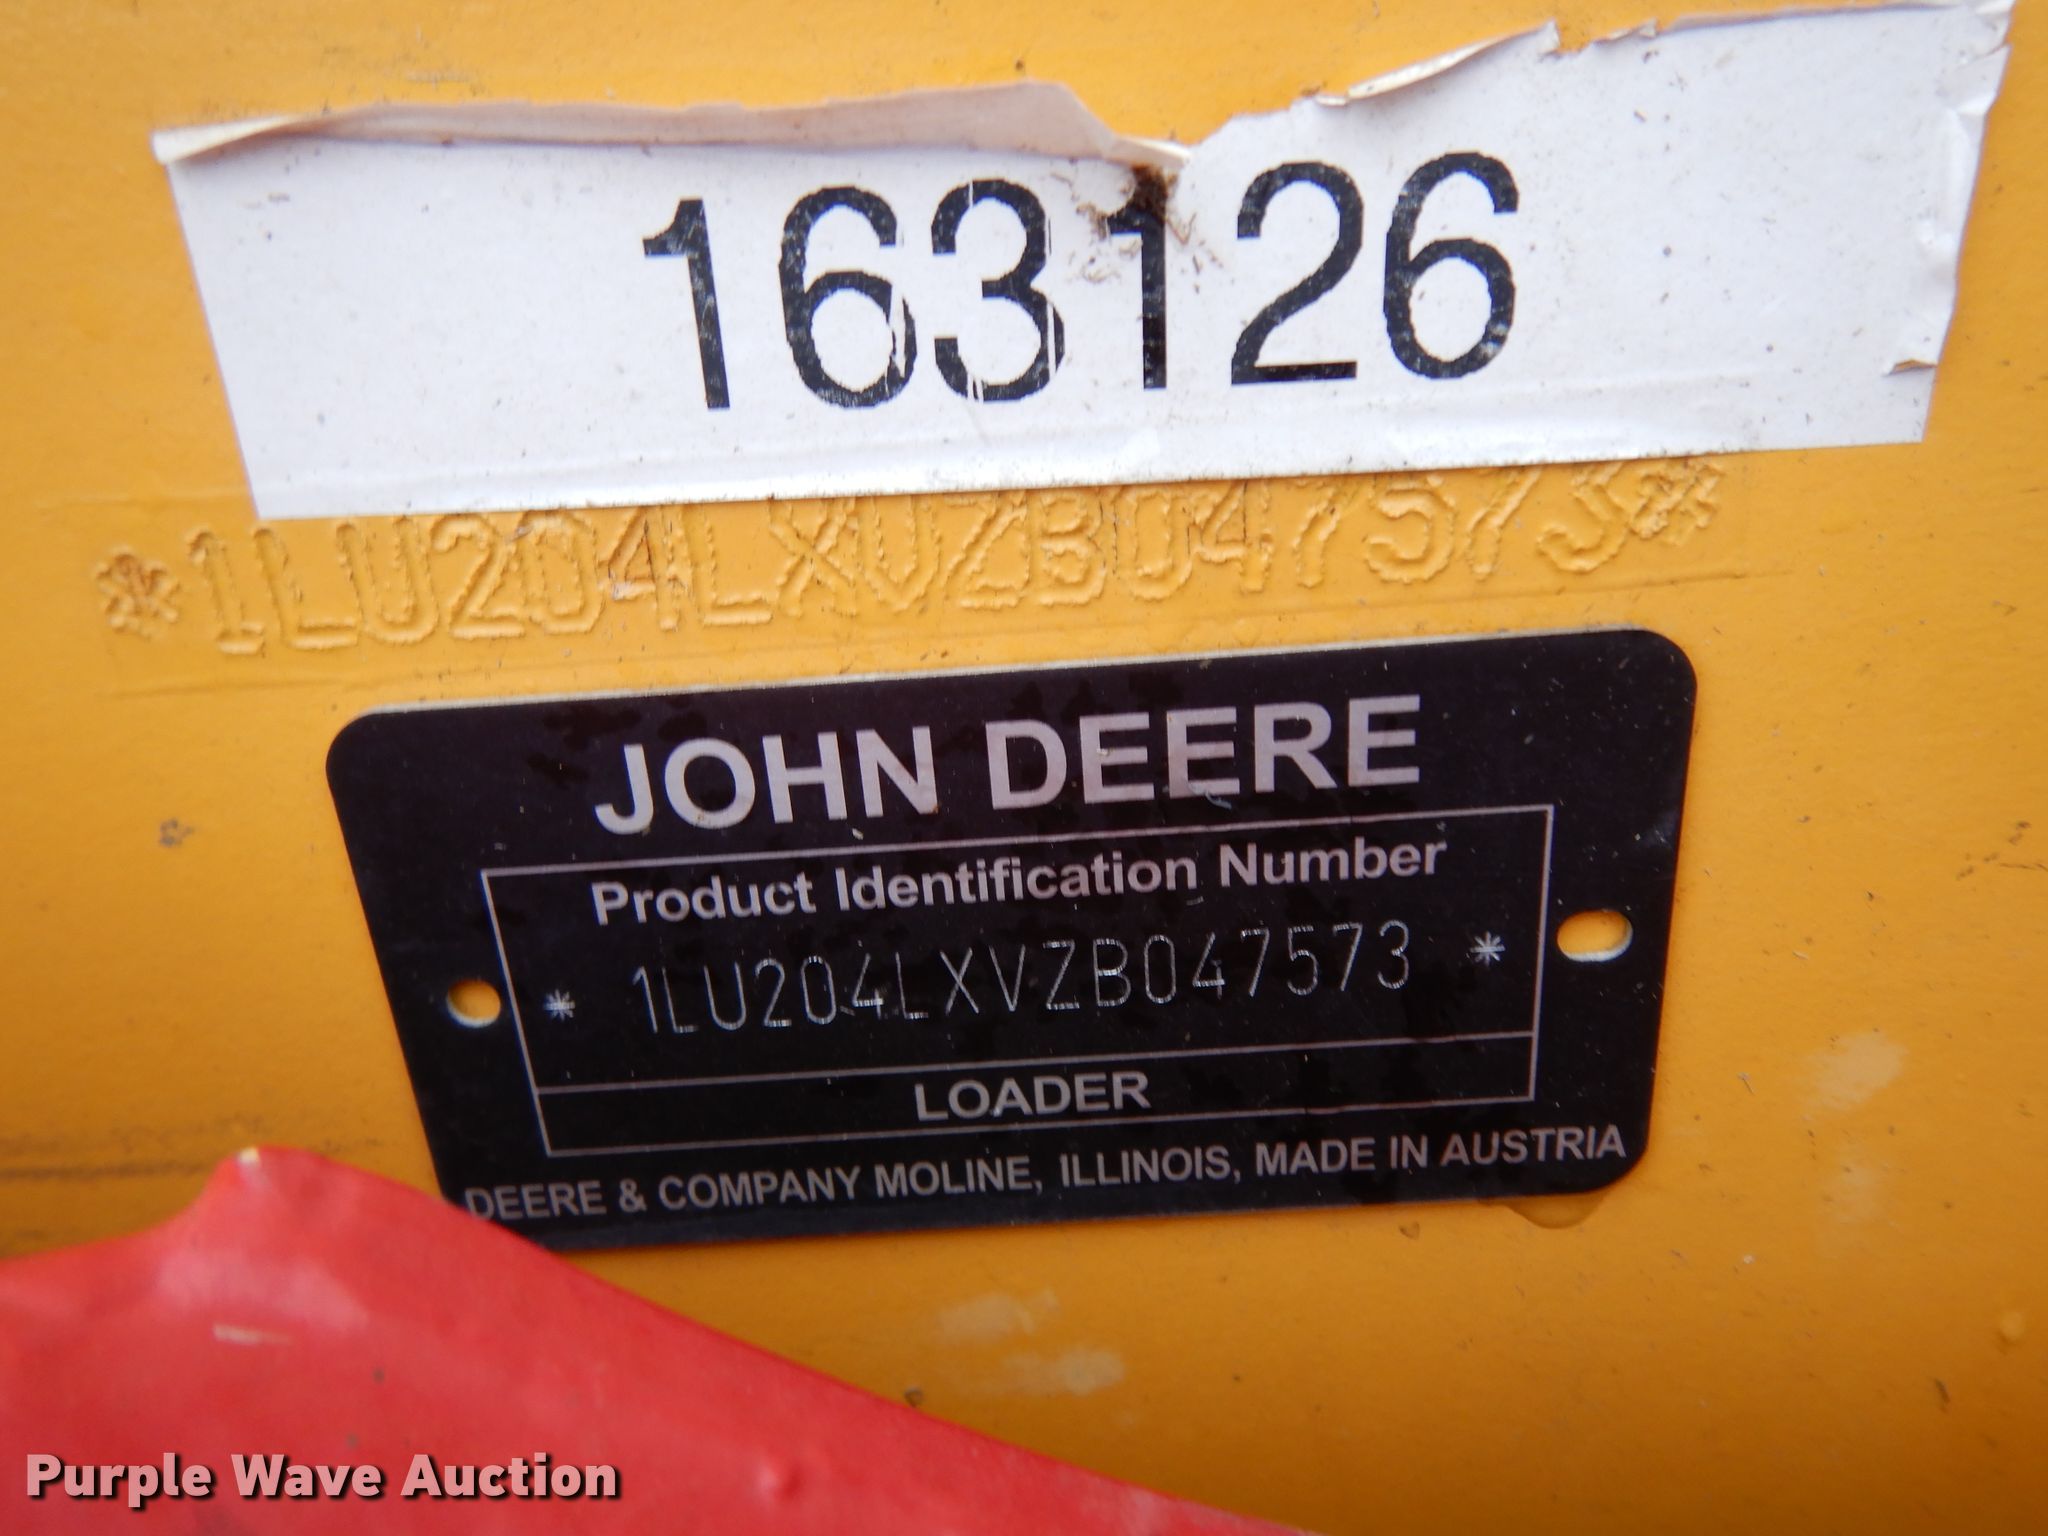 163126
*1LU204LXVZB047573*
JOHN DEERE
Product Identification Number
* 1LU204LXVZB047573 *
LOADER
DEERE & COMPANY MOLINE, ILLINOIS, MADE IN AUSTRIA
Purple Wave Auction